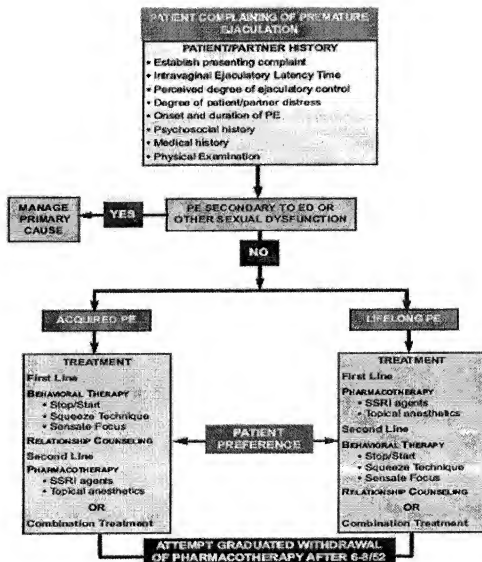 PATIENT COMPLAINING OF PREMATURE
EJACULATION
PATIENT/PARTNER HISTORY
• Establish presenting complaint
• Intravaginal Ejaculatory Latency Time
• Perceived degree of ejaculatory control
• Degree of patient/partner distress
• Onset and duration of PE
• Psychosocial history
• Medical history
• Physical Examination
MANAGE
PRIMARY
CAUSE
YES
PE SECONDARY TO ED OR
OTHER SEXUAL DYSFUNCTION
NO
ACQUIRED PE
TREATMENT
First Line
BEHAVIORAL THERAPY
• Stop/Start
• Squeeze Technique
• Sensate Focus
RELATIONSHIP COUNSELING
Second Line
PHARMACOTHERAPY
• SSRI agents
• Topical anesthetics
OR
Combination Treatment
PATIENT
PREFERENCE
LIFELONG PE
TREATMENT
First Line
PHARMACOTHERAPY
• SSRI agents
• Topical anesthetics
Second Line
BEHAVIORAL THERAPY
• Stop/Start
• Squeeze Technique
• Sensate Focus
RELATIONSHIP COUNSELING
OR
Combination Treatment
ATTEMPT GRADUATED WITHDRAWAL
OF PHARMACOTHERAPY AFTER 6-8/52